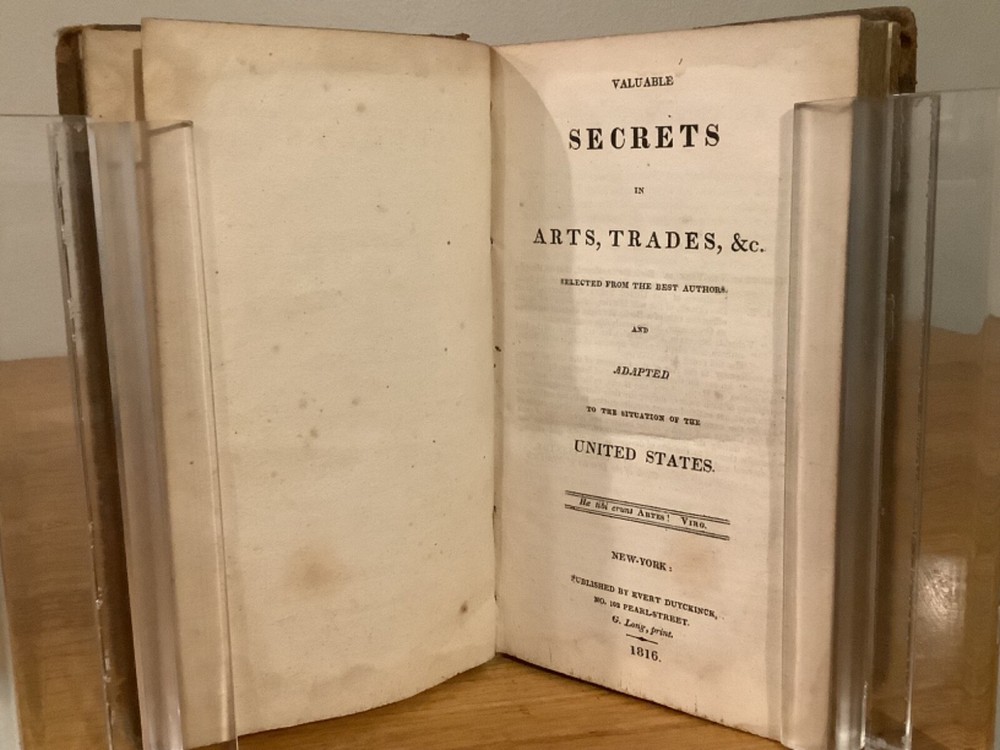 VALUABLE
SECRETS
IN
ARTS, TRADES, &c.
SELECTED FROM THE BEST AUTHORS.
AND
ADAPTED
TO THE SITUATION OF THE
UNITED STATES.
Hæ tibi erunt ARTES! VIRG.
NEW-YORK:
PUBLISHED BY EVERT DUYCKINCK,
NO. 102 PEARL-STREET.
G. Long, print.
1816.